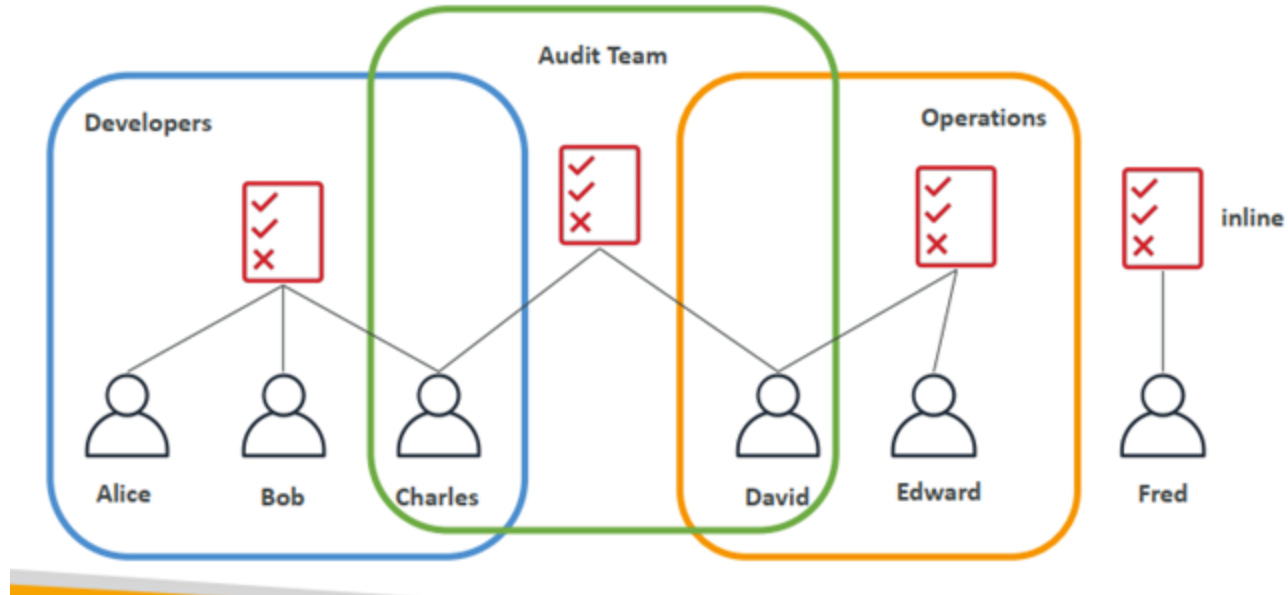 Audit Team
Developers
Operations
inline
Alice
Bob
Charles
David
Edward
Fred